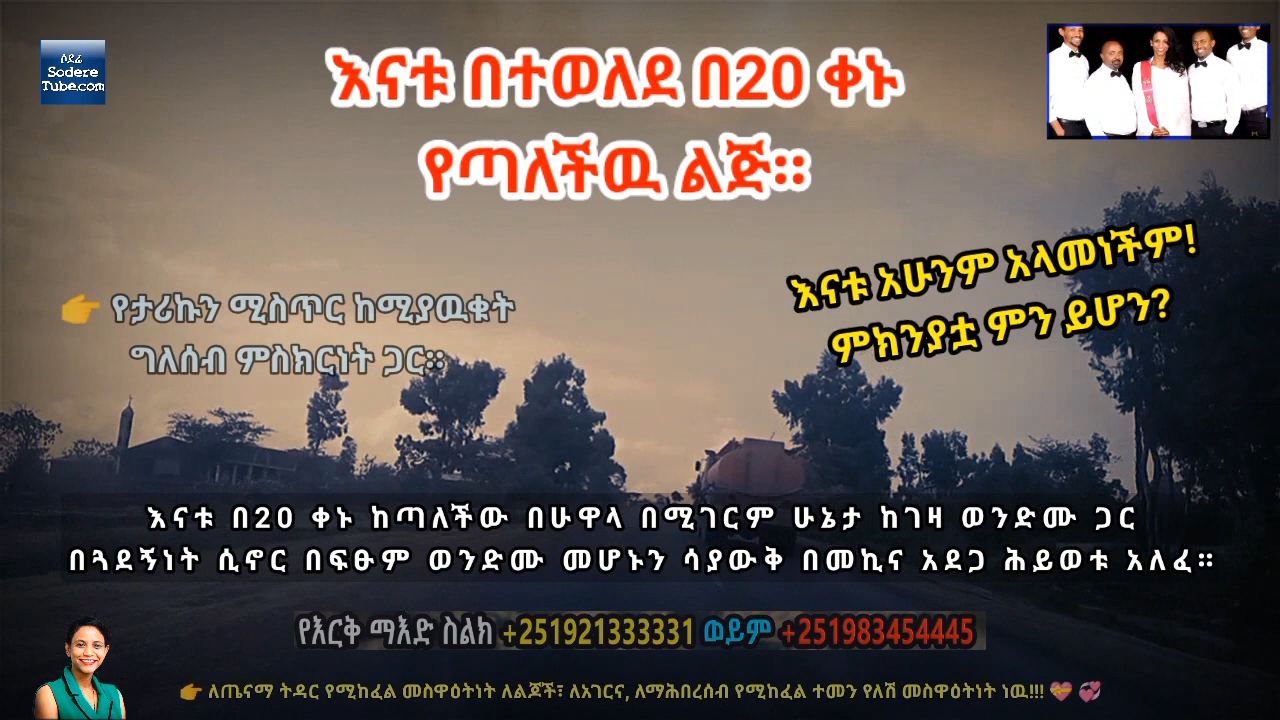 ሶደሬ
Sodere
Tube.com
እናቱ በተወለደ በ20 ቀኑ
የጣለችዉ ልጅ።
እናቱ አሁንም አላመነችም!
ምክንያቷ ምን ይሆን?
👉 የታሪኩን ሚስጥር ከሚያዉቁት
ግለሰብ ምስክርነት ጋር።
እናቱ በ20 ቀኑ ከጣለችው በሁዋላ በሚገርም ሁኔታ ከገዛ ወንድሙ ጋር
በጓደኝነት ሲኖር በፍፁም ወንድሙ መሆኑን ሳያውቅ በመኪና አደጋ ሕይወቱ አለፈ።
የእርቅ ማእድ ስልክ +251921333331 ወይም +251983454445
👉 ለጤናማ ትዳር የሚከፈል መስዋዕትነት ለልጆች፣ ለአገርና, ለማሕበረሰብ የሚከፈል ተመን የለሽ መስዋዕትነት ነዉ!!! 💝 💞